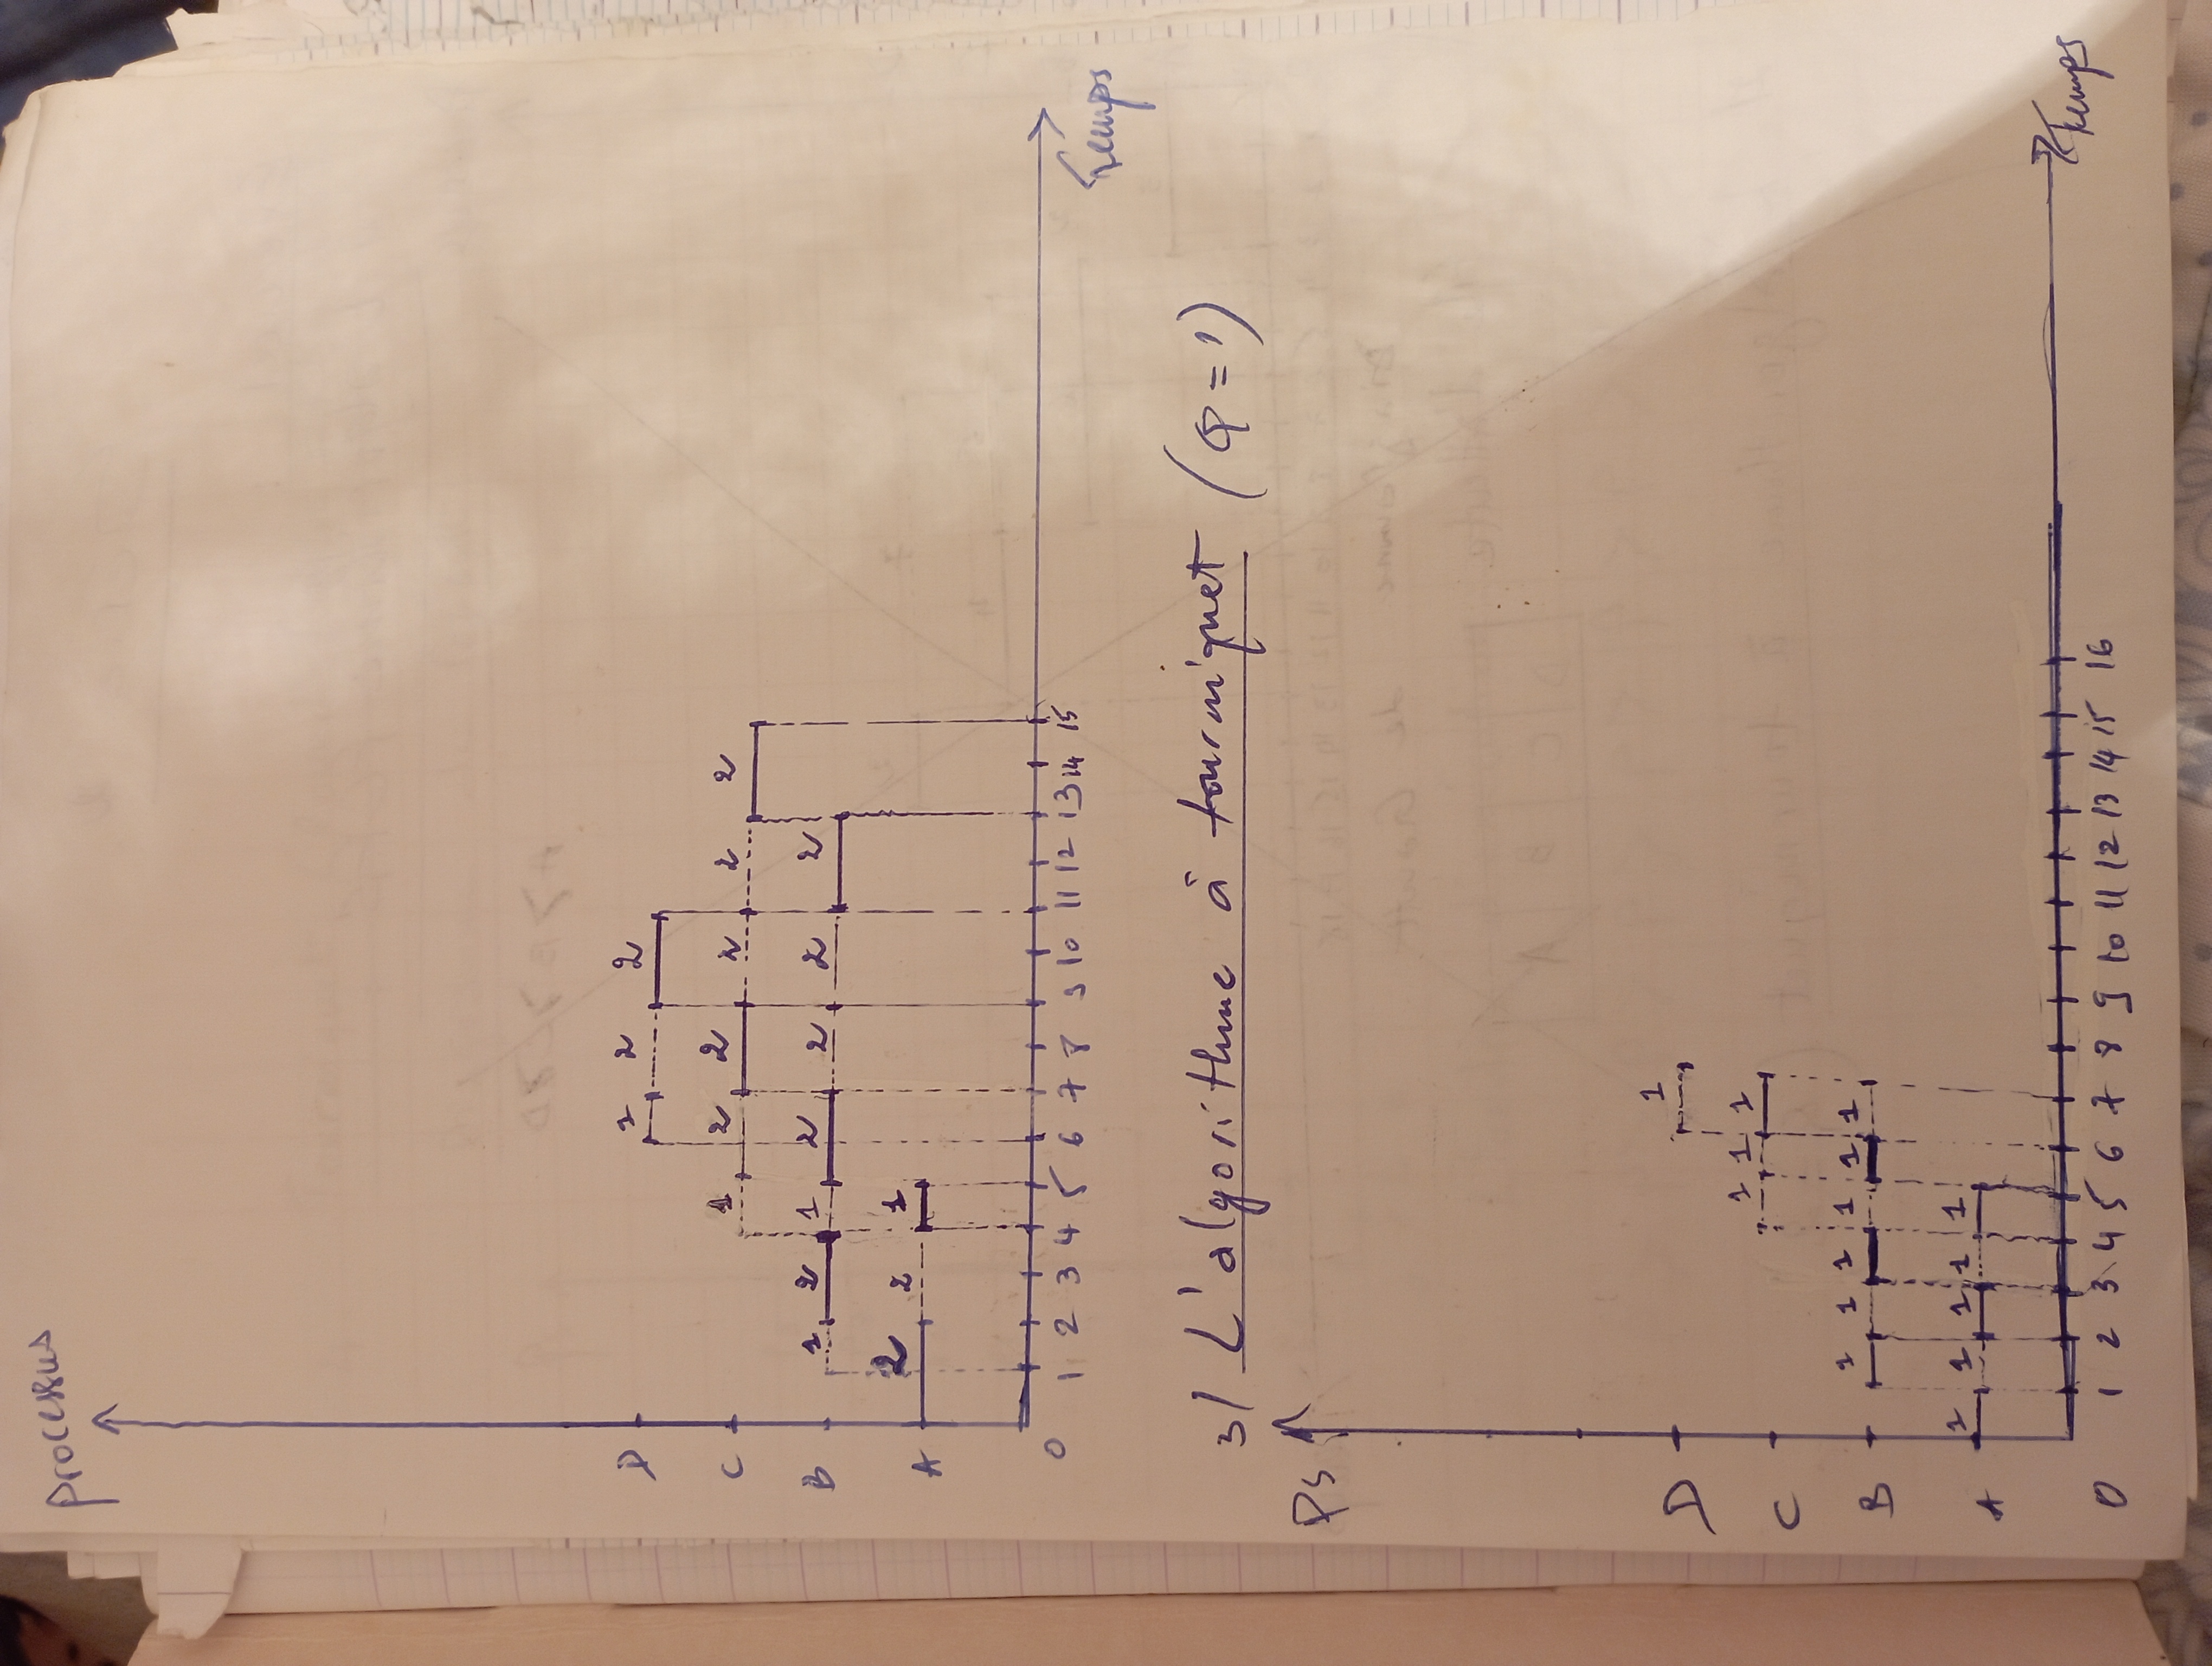 processus
1 2 2
D
1 2 2 2 2 2
C
1 2 1 2 2 2 2
B
2 2 1
A
0 1 2 3 4 5 6 7 8 9 10 11 12 13 14 15
Temps
3/ L'algorithme à tourniquet (Q=1)
Ps
1
D
1 1 1
C
1 1 1 1 1 1
B
1 1 1 1 1
A
Temps
0 1 2 3 4 5 6 7 8 9 10 11 12 13 14 15 16